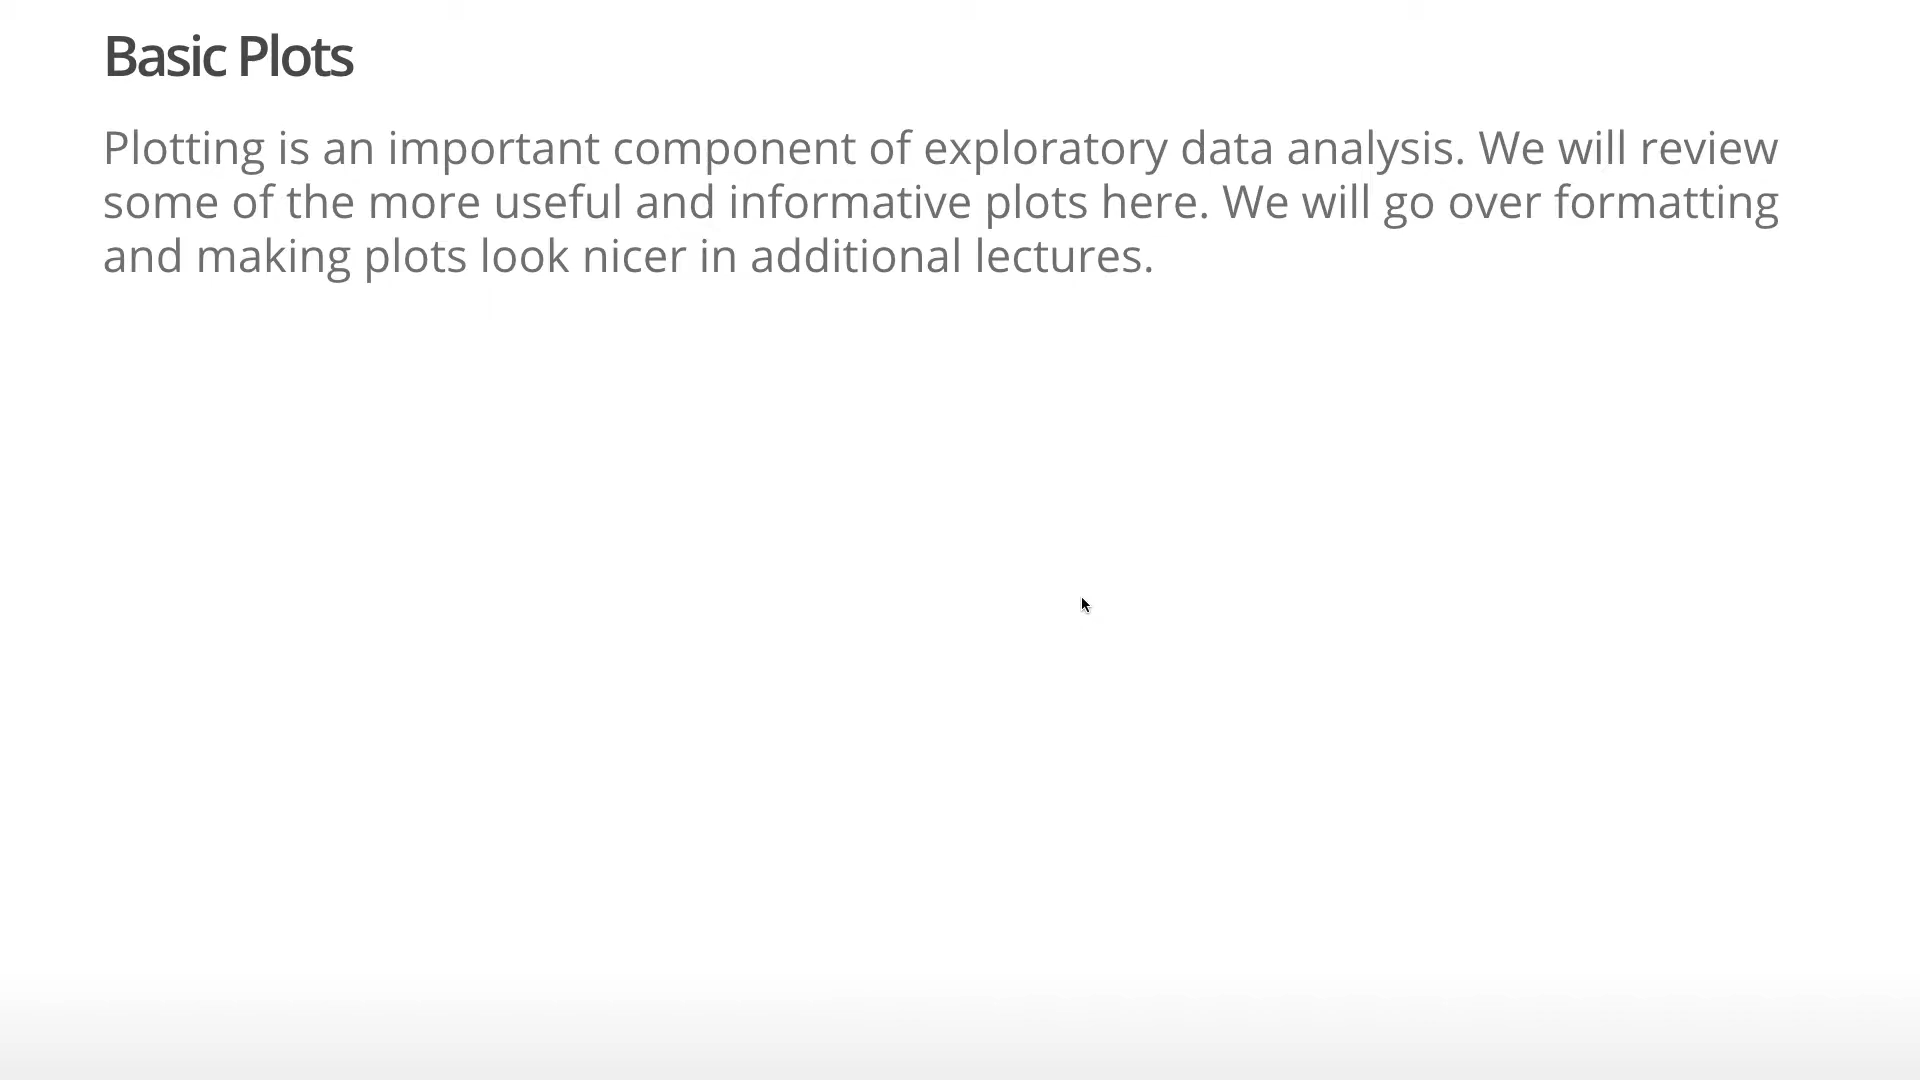 Basic Plots
Plotting is an important component of exploratory data analysis. We will review
some of the more useful and informative plots here. We will go over formatting
and making plots look nicer in additional lectures.